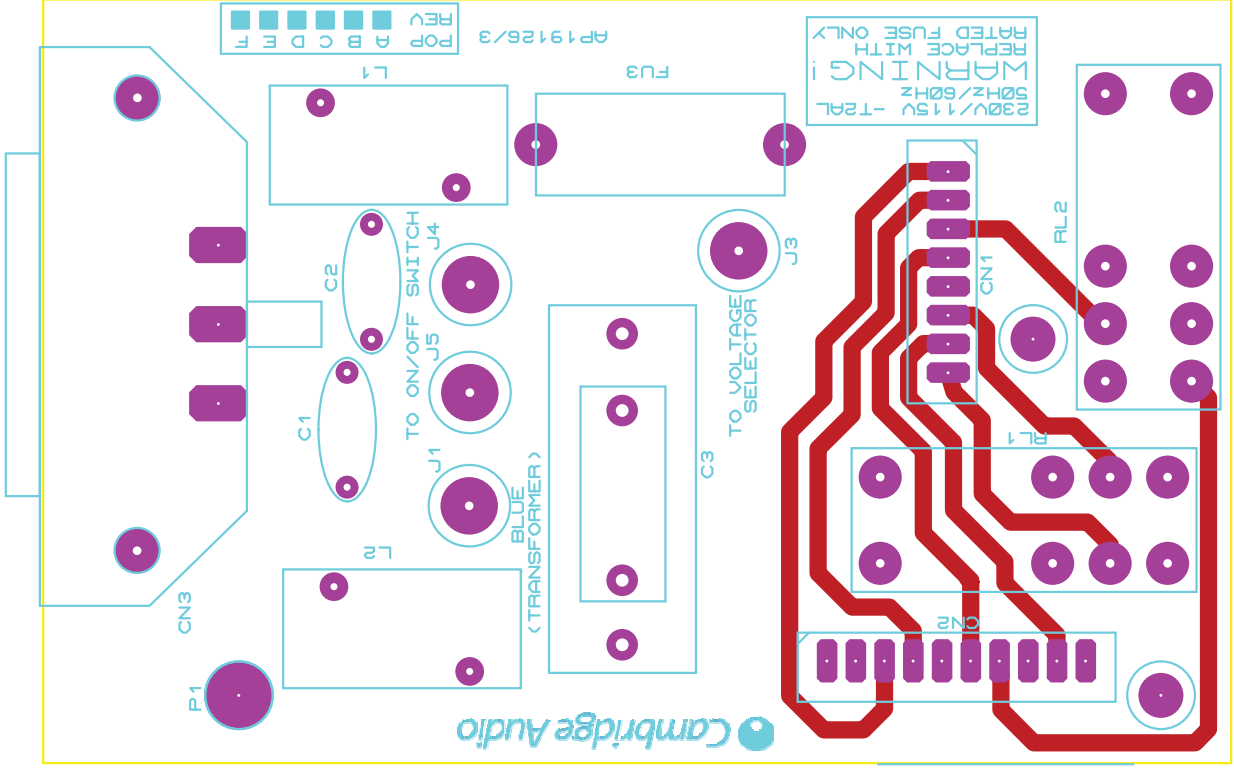 POP A B C D E F
REV
AP19126/3
230V/115V -T2AL
50Hz/60Hz
WARNING!
REPLACE WITH
RATED FUSE ONLY
L1
FU3
C2
J4
J3
RL2
CN1
TO ON/OFF SWITCH
J5
TO VOLTAGE
SELECTOR
C1
J1
C3
RL1
BLUE
(TRANSFORMER)
L2
CN3
CN2
P1
Cambridge Audio